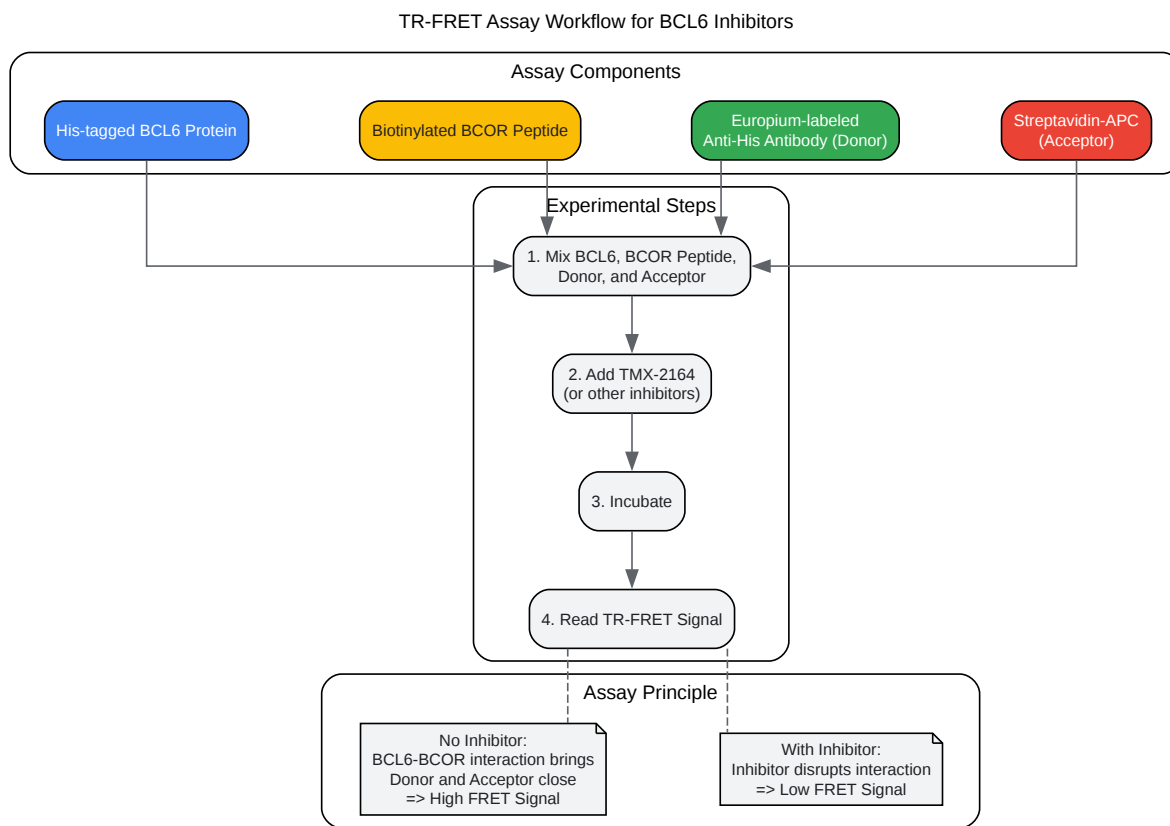 TR-FRET Assay Workflow for BCL6 Inhibitors
Assay Components
His-tagged BCL6 Protein
Biotinylated BCOR Peptide
Europium-labeled
Anti-His Antibody (Donor)
Streptavidin-APC
(Acceptor)
Experimental Steps
1. Mix BCL6, BCOR Peptide,
Donor, and Acceptor
2. Add TMX-2164
(or other inhibitors)
3. Incubate
4. Read TR-FRET Signal
Assay Principle
No Inhibitor:
BCL6-BCOR interaction brings
Donor and Acceptor close
=> High FRET Signal
With Inhibitor:
Inhibitor disrupts interaction
=> Low FRET Signal